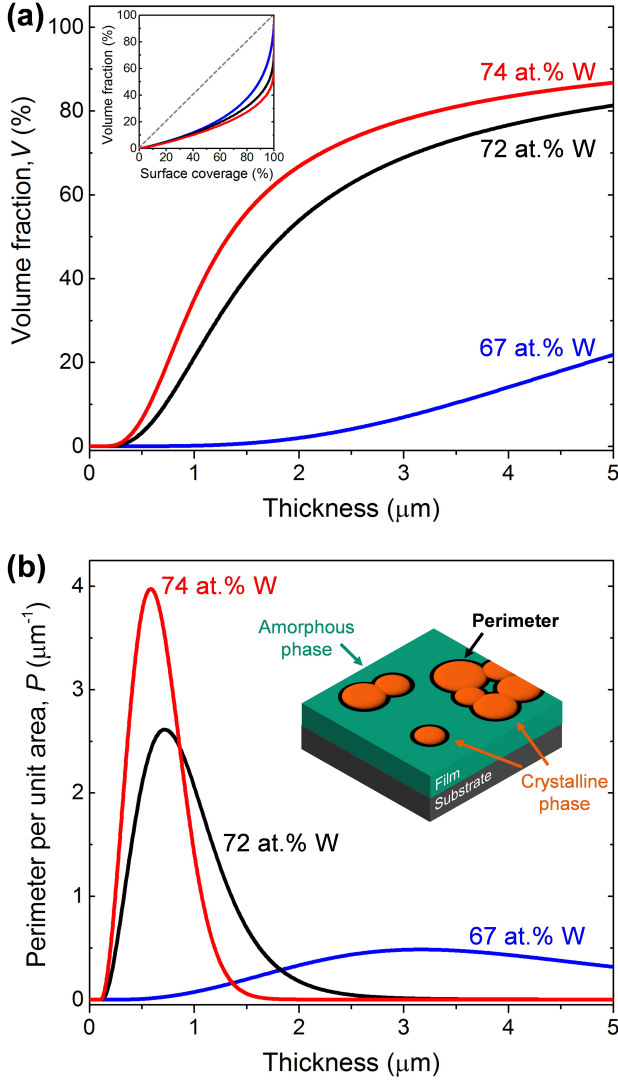 (a)
100
80
60
40
20
0
Volume fraction, V (%)
0
1
2
3
4
5
Thickness (μm)
74 at.% W
72 at.% W
67 at.% W
100
80
60
40
20
0
Volume fraction (%)
0
20
40
60
80
100
Surface coverage (%)
(b)
4
3
2
1
0
Perimeter per unit area, P (μm⁻¹)
0
1
2
3
4
5
Thickness (μm)
74 at.% W
72 at.% W
67 at.% W
Amorphous
phase
Perimeter
Film
Substrate
Crystalline
phase